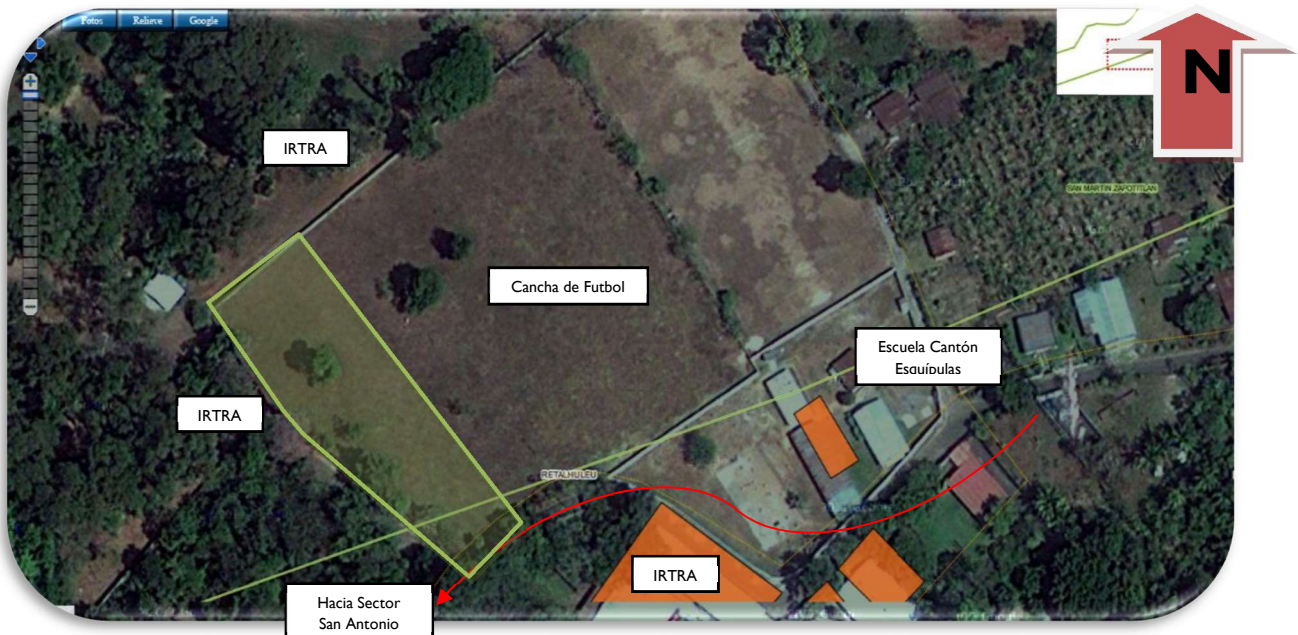 Fotos Relieve Google
N
IRTRA
SAN MARTIN ZAPOTITLAN
Cancha de Futbol
Escuela Cantón
Esquipulas
IRTRA
RETALHULEU
IRTRA
Hacia Sector
San Antonio